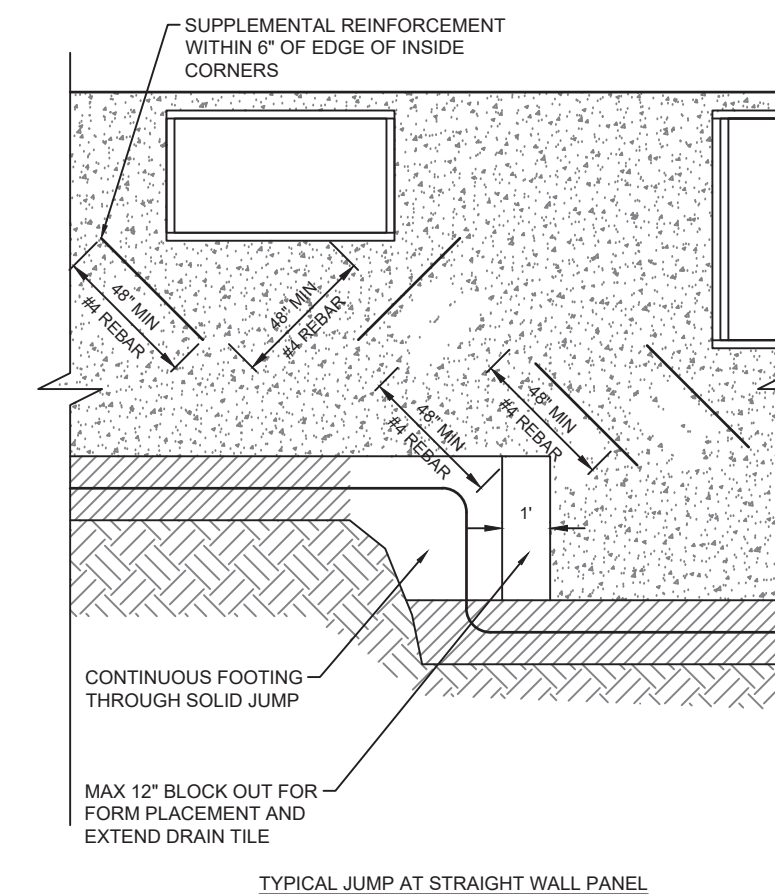 SUPPLEMENTAL REINFORCEMENT
WITHIN 6" OF EDGE OF INSIDE
CORNERS
48" MIN
#4 REBAR
48" MIN
#4 REBAR
48" MIN
#4 REBAR
48" MIN
#4 REBAR
1'
CONTINUOUS FOOTING
THROUGH SOLID JUMP
MAX 12" BLOCK OUT FOR
FORM PLACEMENT AND
EXTEND DRAIN TILE
TYPICAL JUMP AT STRAIGHT WALL PANEL